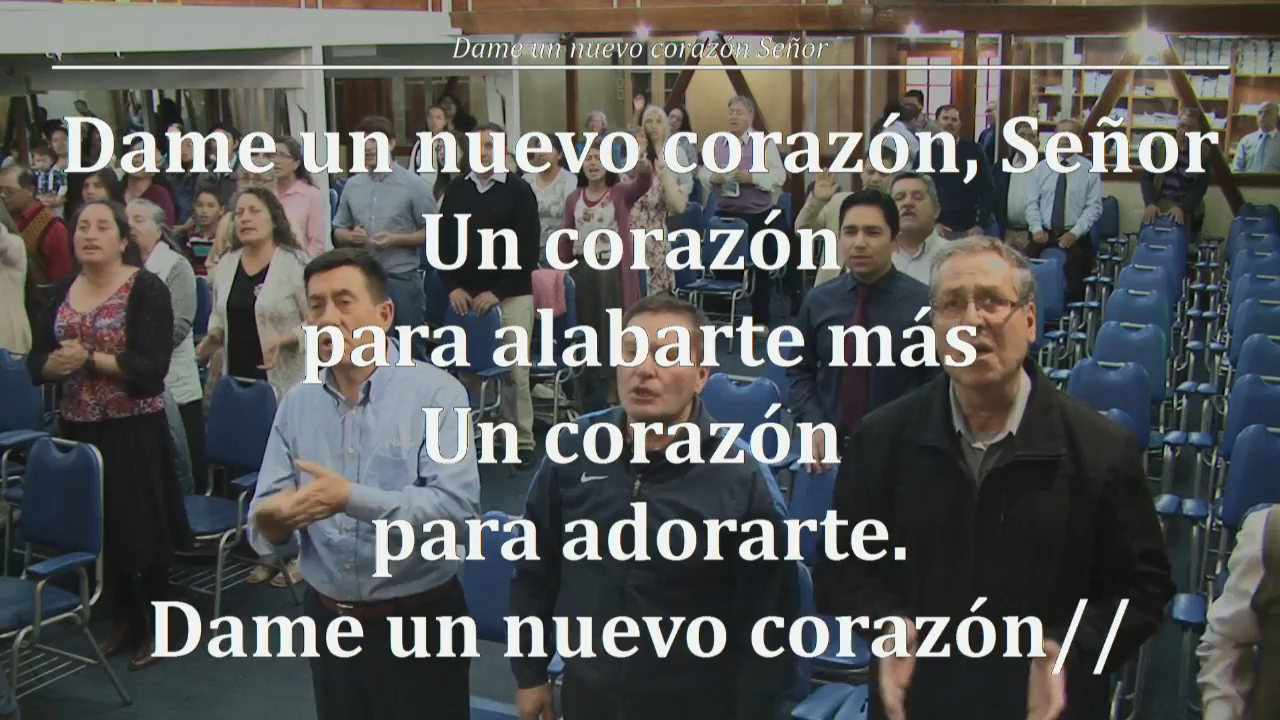 Dame un nuevo corazón Señor
Dame un nuevo corazón, Señor
Un corazón
para alabarte más
Un corazón
para adorarte.
Dame un nuevo corazón//